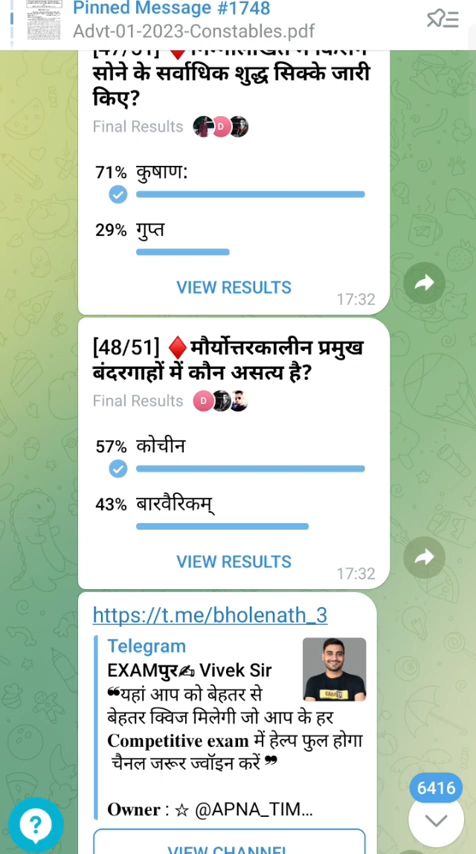 Pinned Message #1748
Advt-01-2023-Constables.pdf
सोने के सर्वाधिक शुद्ध सिक्के जारी
किए?
Final Results D
71% कुषाण:
29% गुप्त
VIEW RESULTS
17:32
[48/51] ♦️मौर्योत्तरकालीन प्रमुख
बंदरगाहों में कौन असत्य है?
Final Results D
57% कोचीन
43% बारवैरिकम्
VIEW RESULTS
17:32
https://t.me/bholenath_3
Telegram
EXAMपुर✍ Vivek Sir
❝यहां आप को बेहतर से
बेहतर क्विज मिलेगी जो आप के हर
𝐂𝐨𝐦𝐩𝐞𝐭𝐢𝐭𝐢𝐯𝐞 𝐞𝐱𝐚𝐦 में हेल्प फुल होगा
चैनल जरूर ज्वॉइन करें ❞
𝐎𝐰𝐧𝐞𝐫 : ☆ @APNA_TIM...
6416
VIEW CHANNEL